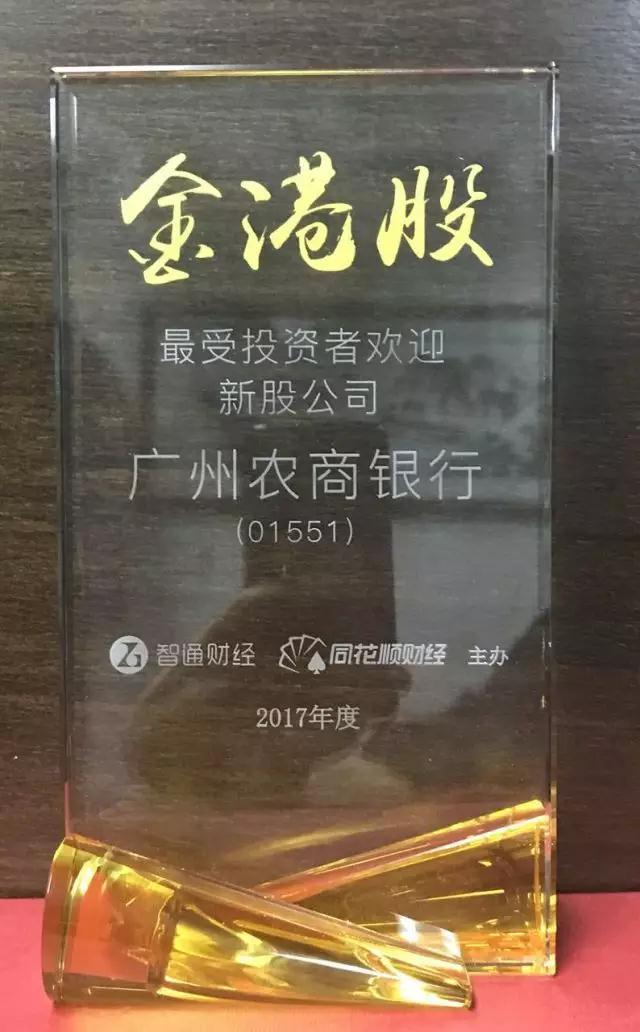 金港股
最受投资者欢迎
新股公司
广州农商银行
(01551)
智通财经 同花顺财经 主办
2017年度